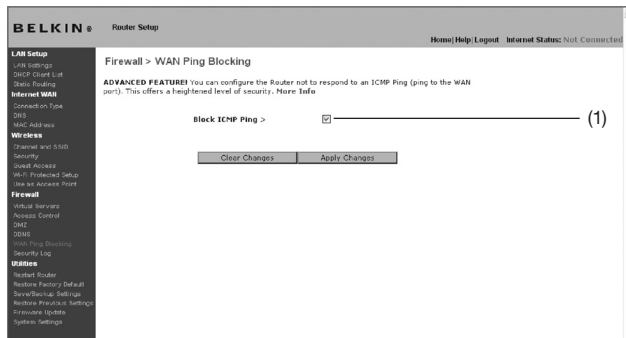 BELKIN® Router Setup
Home|Help|Logout Internet Status: Not Connected
LAN Setup
LAN Settings
DHCP Client List
Static Routing
Internet WAN
Connection Type
DNS
MAC Address
Wireless
Channel and SSID
Security
Guest Access
Wi-Fi Protected Setup
Use as Access Point
Firewall
Virtual Servers
Access Control
DMZ
DDNS
WAN Ping Blocking
Security Log
Utilities
Restart Router
Restore Factory Default
Save/Backup Settings
Restore Previous Settings
Firmware Update
System Settings
Firewall > WAN Ping Blocking
ADVANCED FEATURE! You can configure the Router not to respond to an ICMP Ping (ping to the WAN
port). This offers a heightened level of security. More Info
Block ICMP Ping >
(1)
Clear Changes Apply Changes